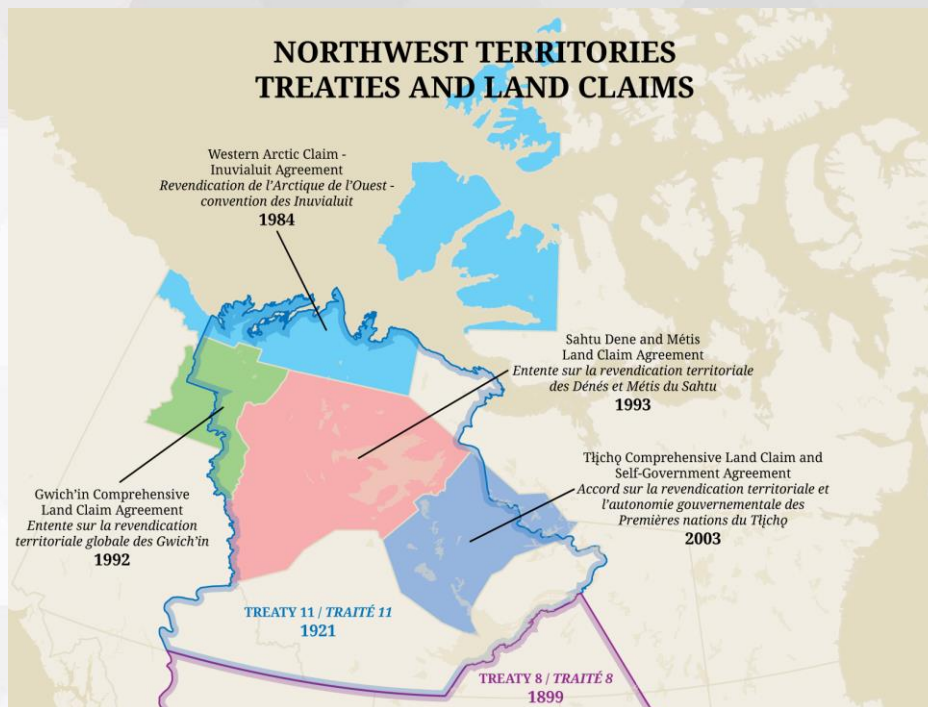 NORTHWEST TERRITORIES
TREATIES AND LAND CLAIMS
Western Arctic Claim -
Inuvialuit Agreement
Revendication de l'Arctique de l'Ouest -
convention des Inuvialuit
1984
Sahtu Dene and Métis
Land Claim Agreement
Entente sur la revendication territoriale
des Dénés et Métis du Sahtu
1993
Tłı̨chǫ Comprehensive Land Claim and
Self-Government Agreement
Accord sur la revendication territoriale et
l'autonomie gouvernementale des
Premières nations du Tłı̨chǫ
2003
Gwich'in Comprehensive
Land Claim Agreement
Entente sur la revendication
territoriale globale des Gwich'in
1992
TREATY 11 / TRAITÉ 11
1921
TREATY 8 / TRAITÉ 8
1899